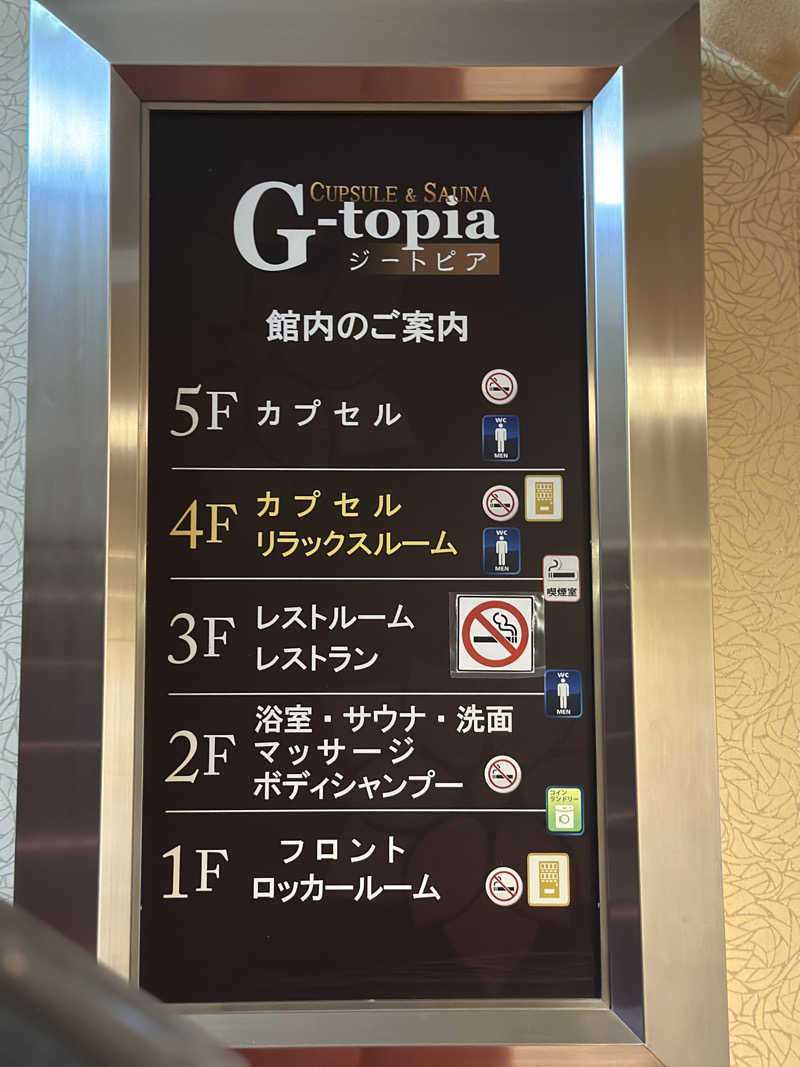 CUPSULE & SAUNA
G-topia
ジートピア
館内のご案内
5F カプセル
WC
MEN
4F カプセル
リラックスルーム
WC
MEN
喫煙室
3F レストルーム
レストラン
WC
MEN
2F 浴室・サウナ・洗面
マッサージ
ボディシャンプー
コイン
ランドリー
1F フロント
ロッカールーム